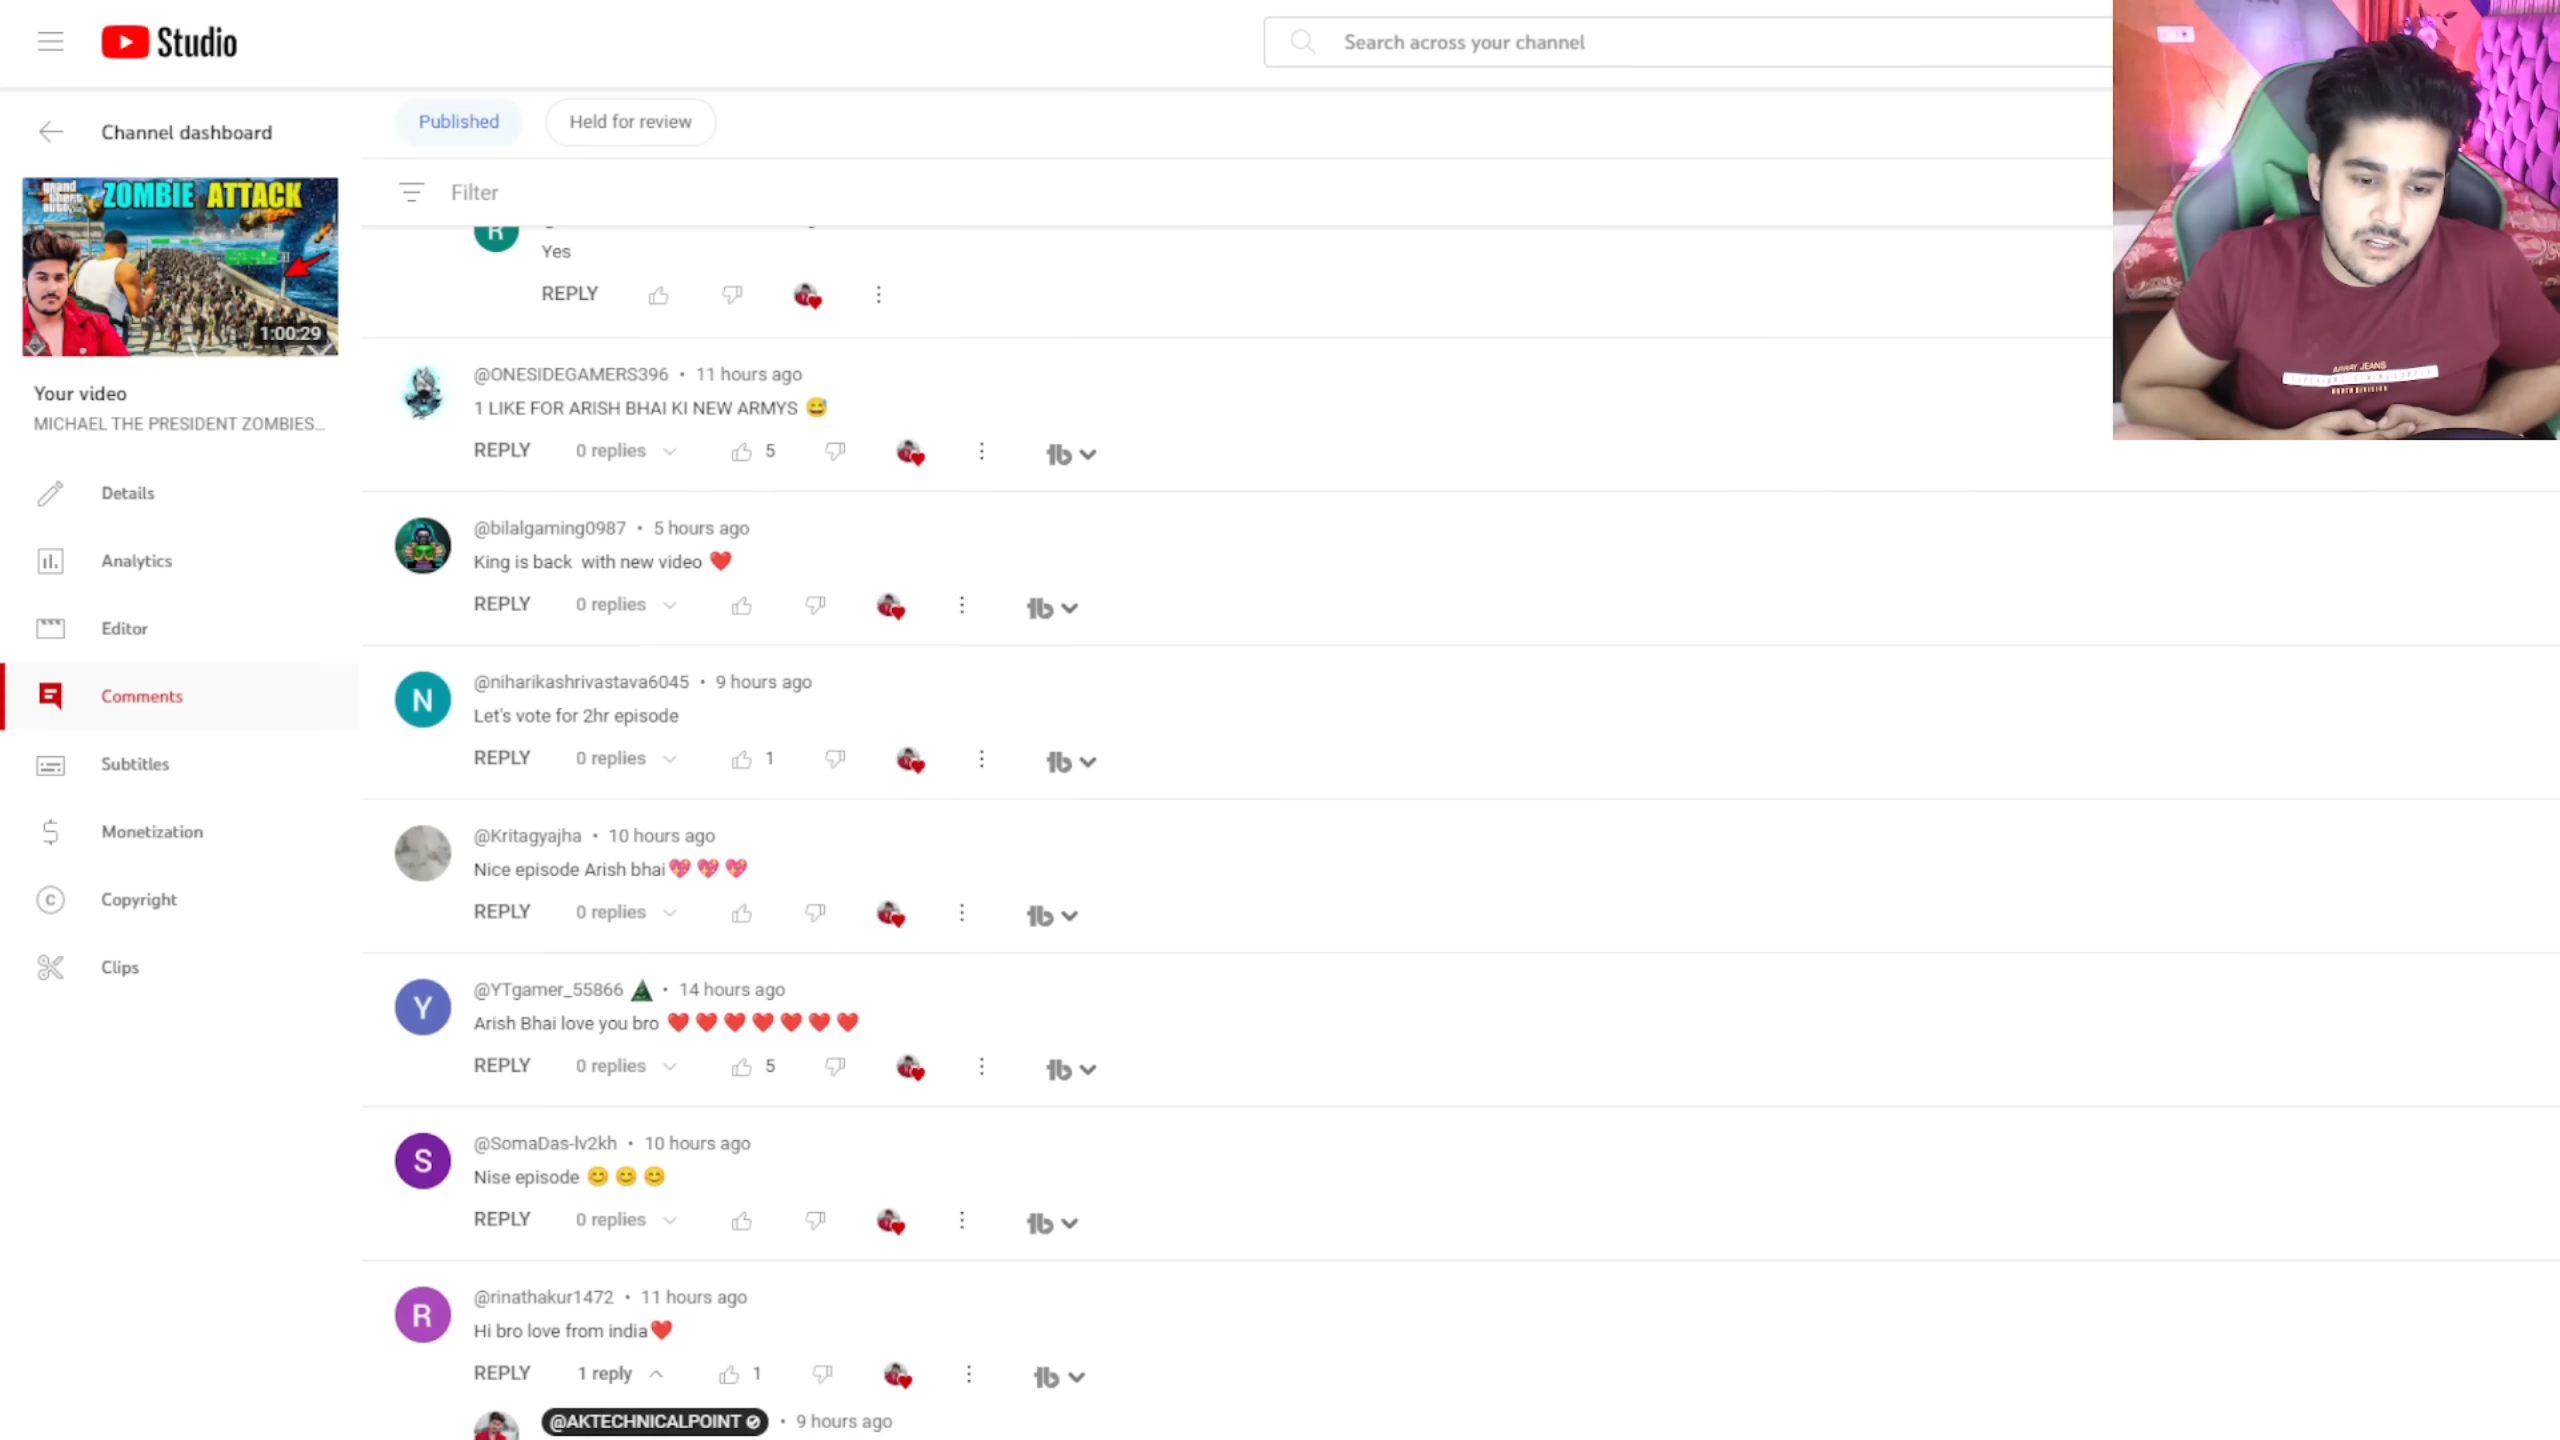 Studio
Search across your channel
Channel dashboard
Published
Held for review
grand theft auto
ZOMBIE ATTACK
1:00:29
Filter
Yes
REPLY
Your video
MICHAEL THE PRESIDENT ZOMBIES...
Details
Analytics
Editor
Comments
Subtitles
Monetization
Copyright
Clips
@ONESIDEGAMERS396 • 11 hours ago
1 LIKE FOR ARISH BHAI KI NEW ARMYS 😅
REPLY 0 replies 5
@bilalgaming0987 • 5 hours ago
King is back with new video ❤️
REPLY 0 replies
@niharikashrivastava6045 • 9 hours ago
Let's vote for 2hr episode
REPLY 0 replies 1
@Kritagyajha • 10 hours ago
Nice episode Arish bhai💖 💖 💖
REPLY 0 replies
@YTgamer_55866 • 14 hours ago
Arish Bhai love you bro ❤️ ❤️ ❤️ ❤️ ❤️ ❤️ ❤️
REPLY 0 replies 5
@SomaDas-lv2kh • 10 hours ago
Nise episode 😊 😊 😊
REPLY 0 replies
@rinathakur1472 • 11 hours ago
Hi bro love from india❤️
REPLY 1 reply 1
@AKTECHNICALPOINT • 9 hours ago
N
Y
S
R
ARRAY JEANS